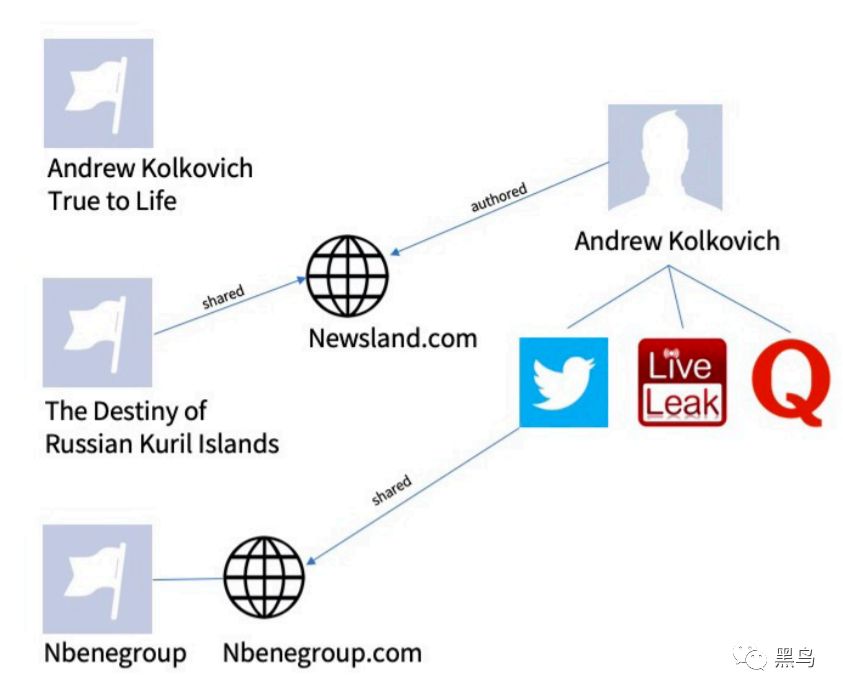 Andrew Kolkovich
True to Life
authored
Andrew Kolkovich
shared
Newsland.com
Live
Leak
Q
The Destiny of
Russian Kuril Islands
shared
Nbenegroup
Nbenegroup.com
黑鸟